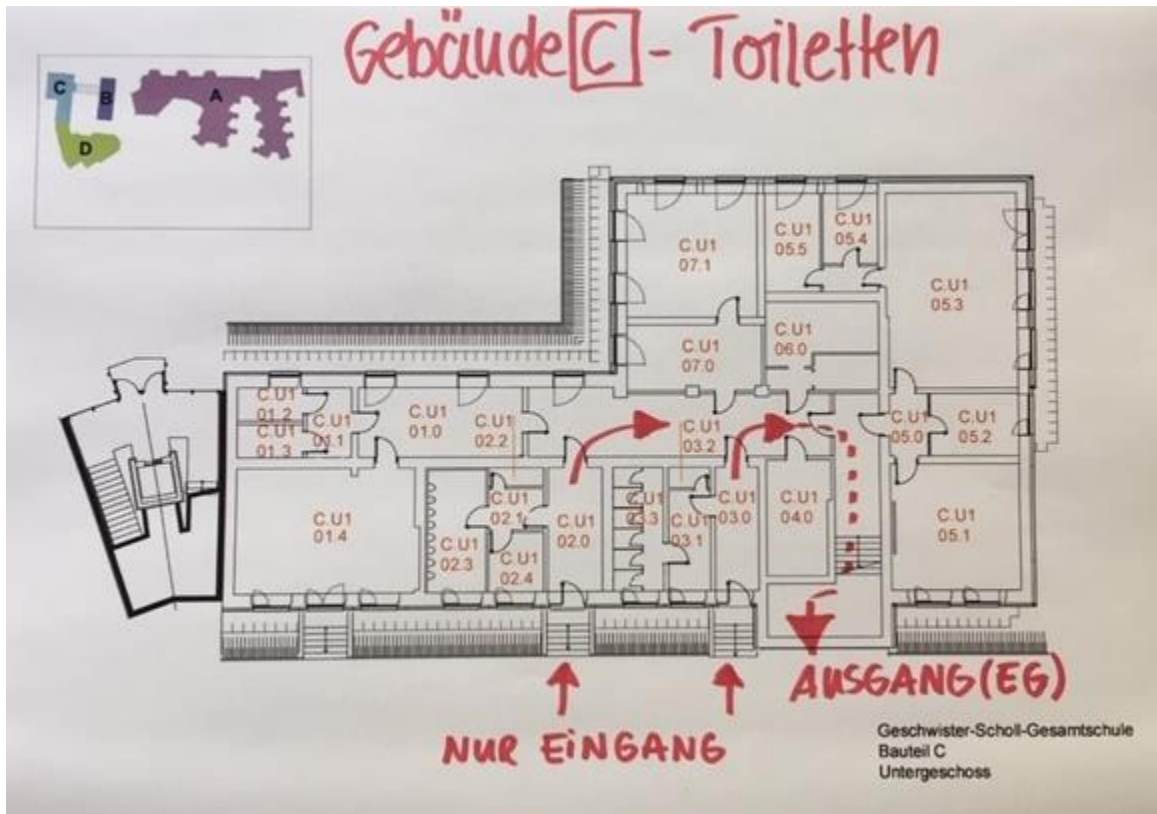 Gebäude C - Toiletten
C
B
A
D
C.U1
07.1
C.U1
05.5
C.U1
05.4
C.U1
05.3
C.U1
06.0
C.U1
07.0
C.U1
01.2
C.U1
01.3
C.U1
01.1
C.U1
01.0
C.U1
02.2
C.U1
03.2
C.U1
05.0
C.U1
05.2
C.U1
01.4
C.U1
02.3
C.U1
02.1
C.U1
02.4
C.U1
02.0
C.U1
03.3
C.U1
03.1
C.U1
03.0
C.U1
04.0
C.U1
05.1
AUSGANG (EG)
NUR EINGANG
Geschwister-Scholl-Gesamtschule
Bauteil C
Untergeschoss